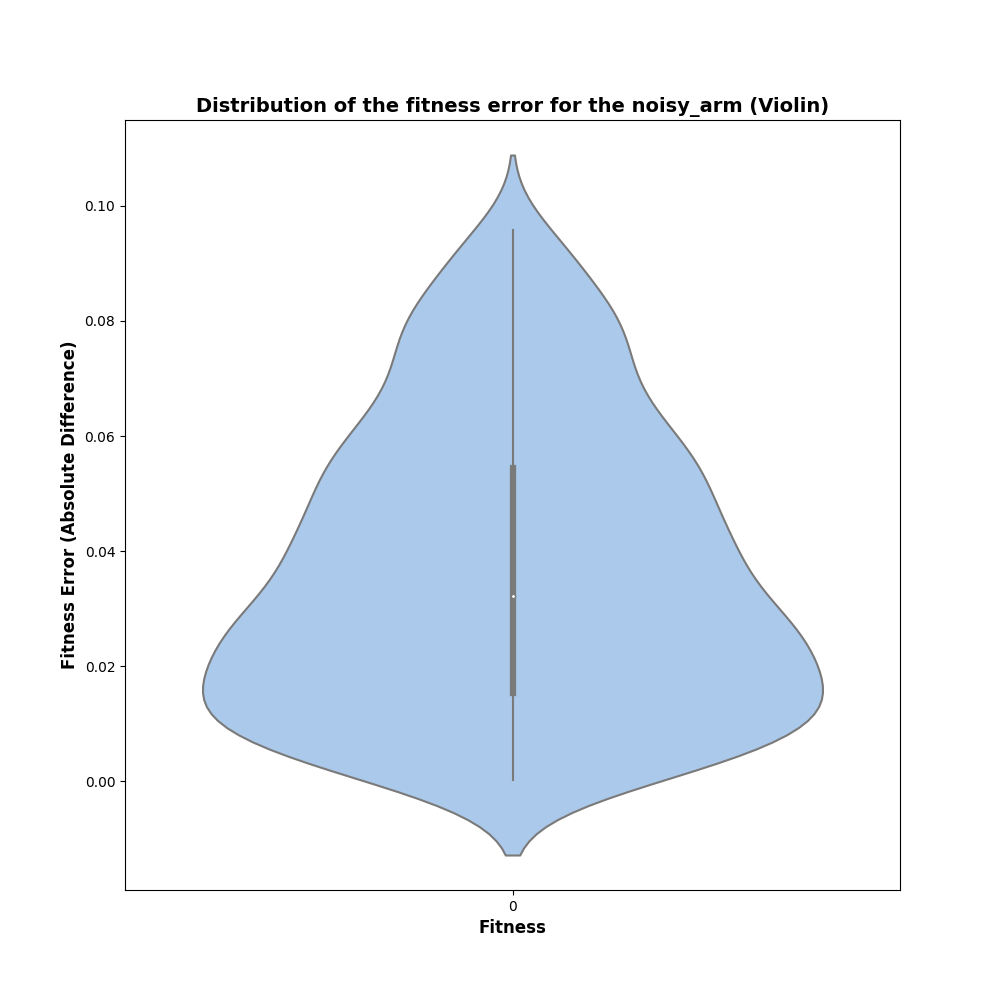 Distribution of the fitness error for the noisy_arm (Violin)
Fitness Error (Absolute Difference)
0.10
0.08
0.06
0.04
0.02
0.00
0
Fitness